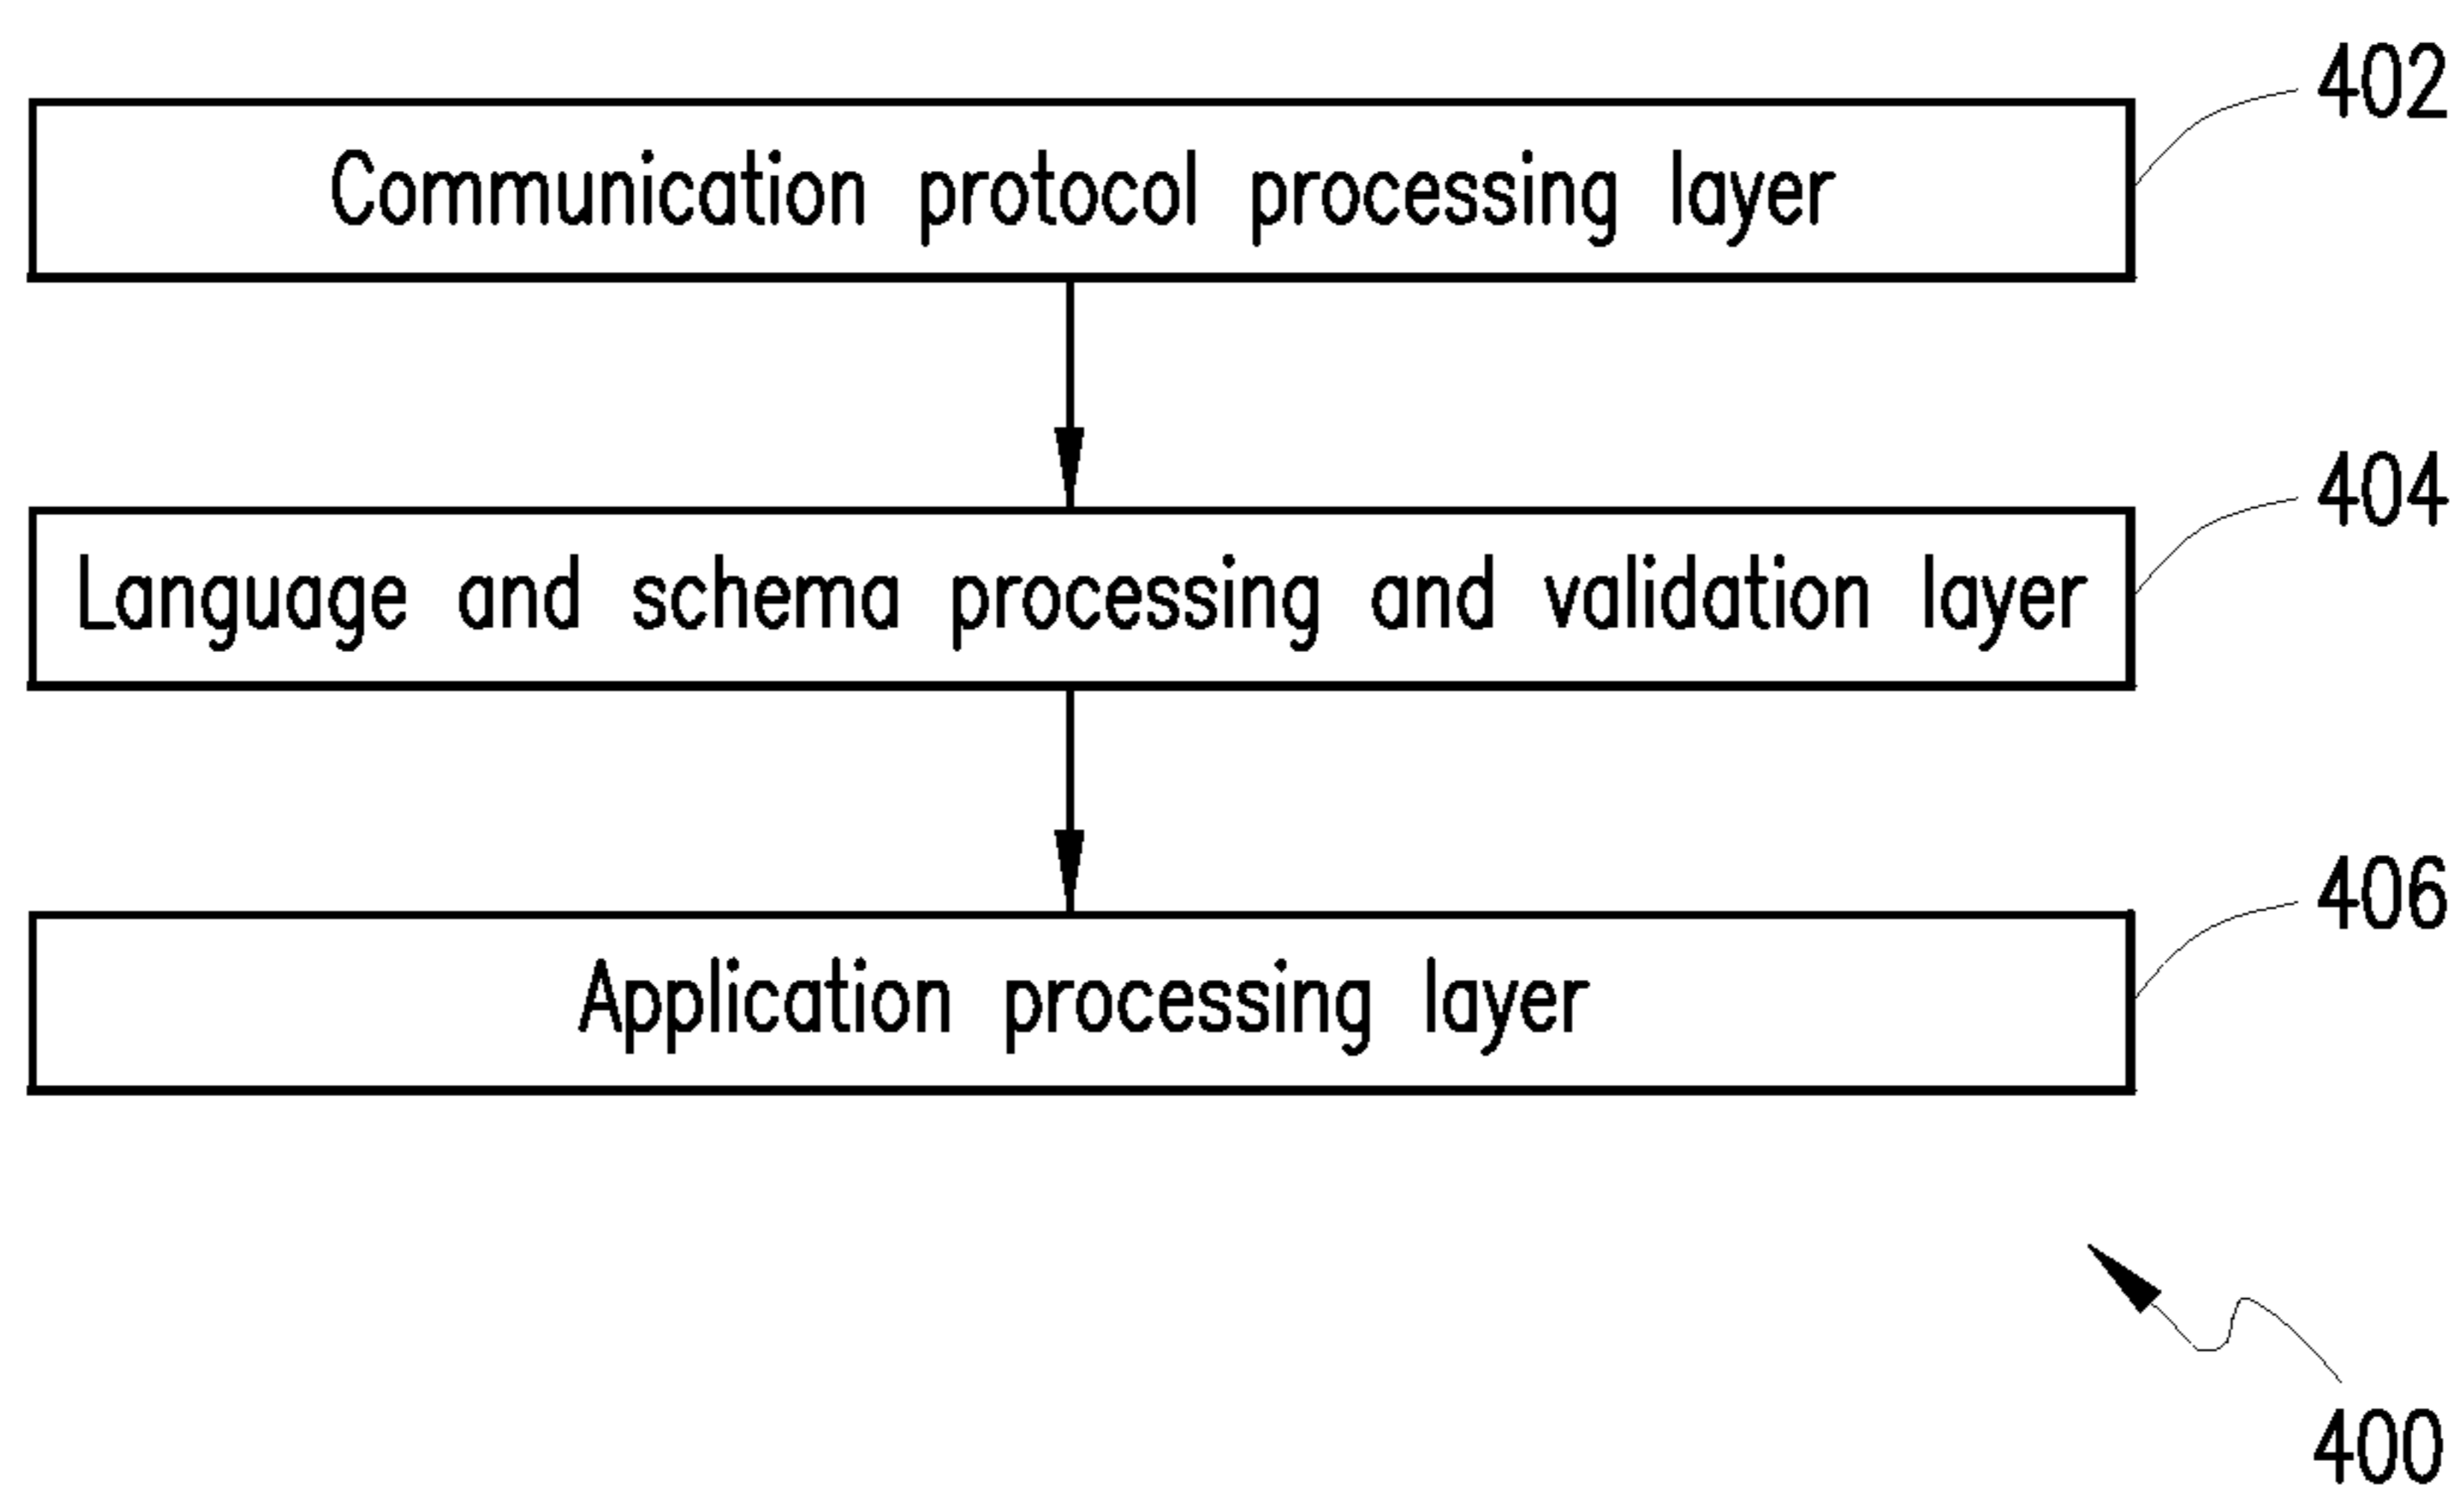 402
Communication protocol processing layer
404
Language and schema processing and validation layer
406
Application processing layer
400